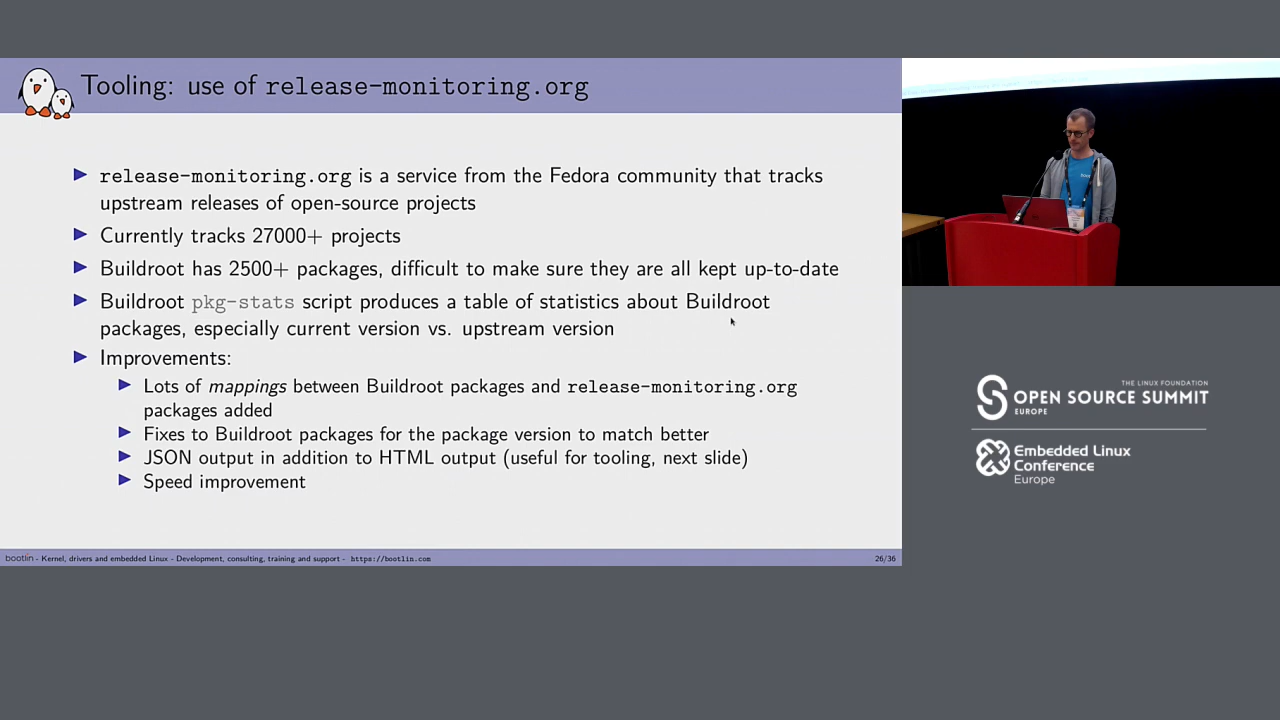 Tooling: use of release-monitoring.org
▶ release-monitoring.org is a service from the Fedora community that tracks
upstream releases of open-source projects
▶ Currently tracks 27000+ projects
▶ Buildroot has 2500+ packages, difficult to make sure they are all kept up-to-date
▶ Buildroot pkg-stats script produces a table of statistics about Buildroot
packages, especially current version vs. upstream version
▶ Improvements:
▶ Lots of mappings between Buildroot packages and release-monitoring.org
packages added
▶ Fixes to Buildroot packages for the package version to match better
▶ JSON output in addition to HTML output (useful for tooling, next slide)
▶ Speed improvement
bootlin - Kernel, drivers and embedded Linux - Development, consulting, training and support - https://bootlin.com
26/36
THE LINUX FOUNDATION
OPEN SOURCE SUMMIT
EUROPE
Embedded Linux
Conference
Europe